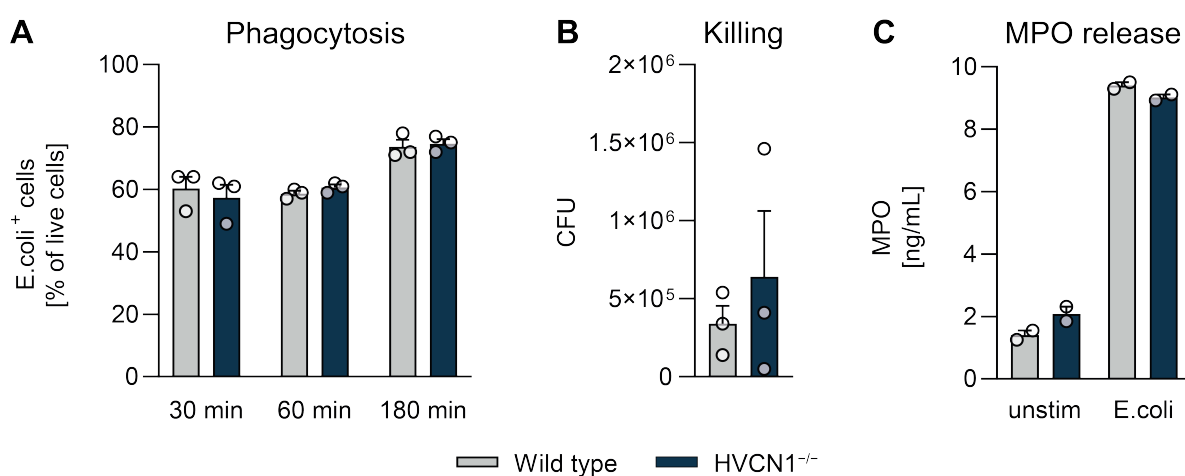 A
Phagocytosis
E.coli⁺ cells
[% of live cells]
100
80
60
40
20
0
30 min
60 min
180 min
B
Killing
CFU
2×10⁶
1.5×10⁶
1×10⁶
5×10⁵
0
C
MPO release
MPO
[ng/mL]
10
8
6
4
2
0
unstim
E.coli
Wild type
HVCN1⁻/⁻